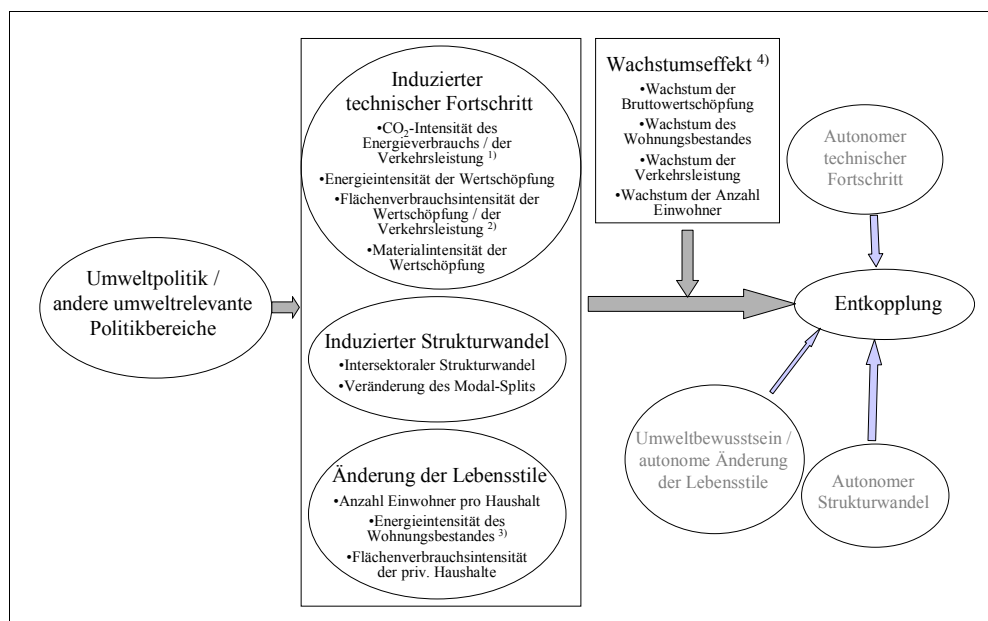 Umweltpolitik /
andere umweltrelevante
Politikbereiche
Induzierter
technischer Fortschritt
•CO₂-Intensität des
Energieverbrauchs / der
Verkehrsleistung ¹⁾
•Energieintensität der Wertschöpfung
•Flächenverbrauchsintensität der
Wertschöpfung / der
Verkehrsleistung ²⁾
•Materialintensität der
Wertschöpfung
Induzierter Strukturwandel
•Intersektoraler Strukturwandel
•Veränderung des Modal-Splits
Änderung der Lebensstile
•Anzahl Einwohner pro Haushalt
•Energieintensität des
Wohnungsbestandes ³⁾
•Flächenverbrauchsintensität
der priv. Haushalte
Wachstumseffekt ⁴⁾
•Wachstum der
Bruttowertschöpfung
•Wachstum des
Wohnungsbestandes
•Wachstum der
Verkehrsleistung
•Wachstum der Anzahl
Einwohner
Autonomer
technischer
Fortschritt
Entkopplung
Umweltbewusstsein /
autonome Änderung
der Lebensstile
Autonomer
Strukturwandel